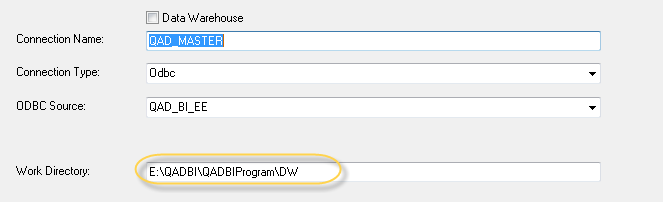 Data Warehouse
Connection Name: QAD_MASTER
Connection Type: Odbc
ODBC Source: QAD_BI_EE
Work Directory: E:\QADBI\QADBIProgram\DW